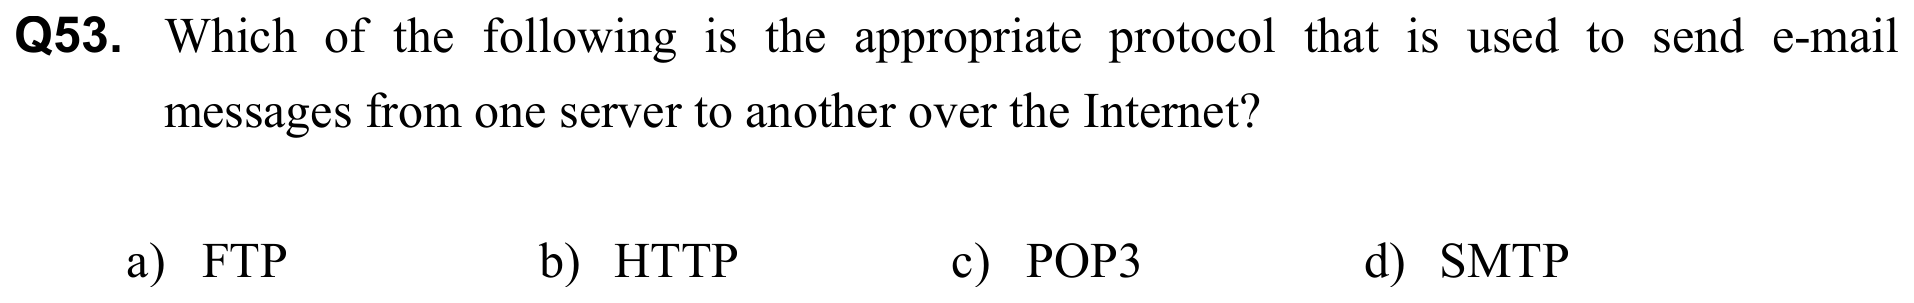 Q53. Which of the following is the appropriate protocol that is used to send e-mail
messages from one server to another over the Internet?
a) FTP b) HTTP c) POP3 d) SMTP